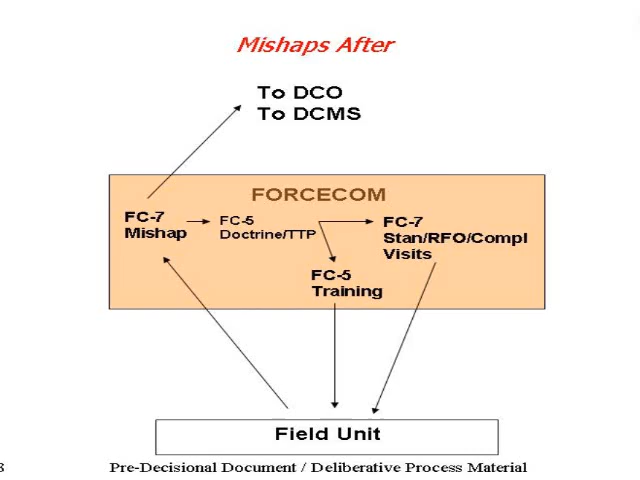 Mishaps After
To DCO
To DCMS
FORCECOM
FC-7
Mishap
FC-5
Doctrine/TTP
FC-7
Stan/RFO/Compl
Visits
FC-5
Training
Field Unit
8
Pre-Decisional Document / Deliberative Process Material